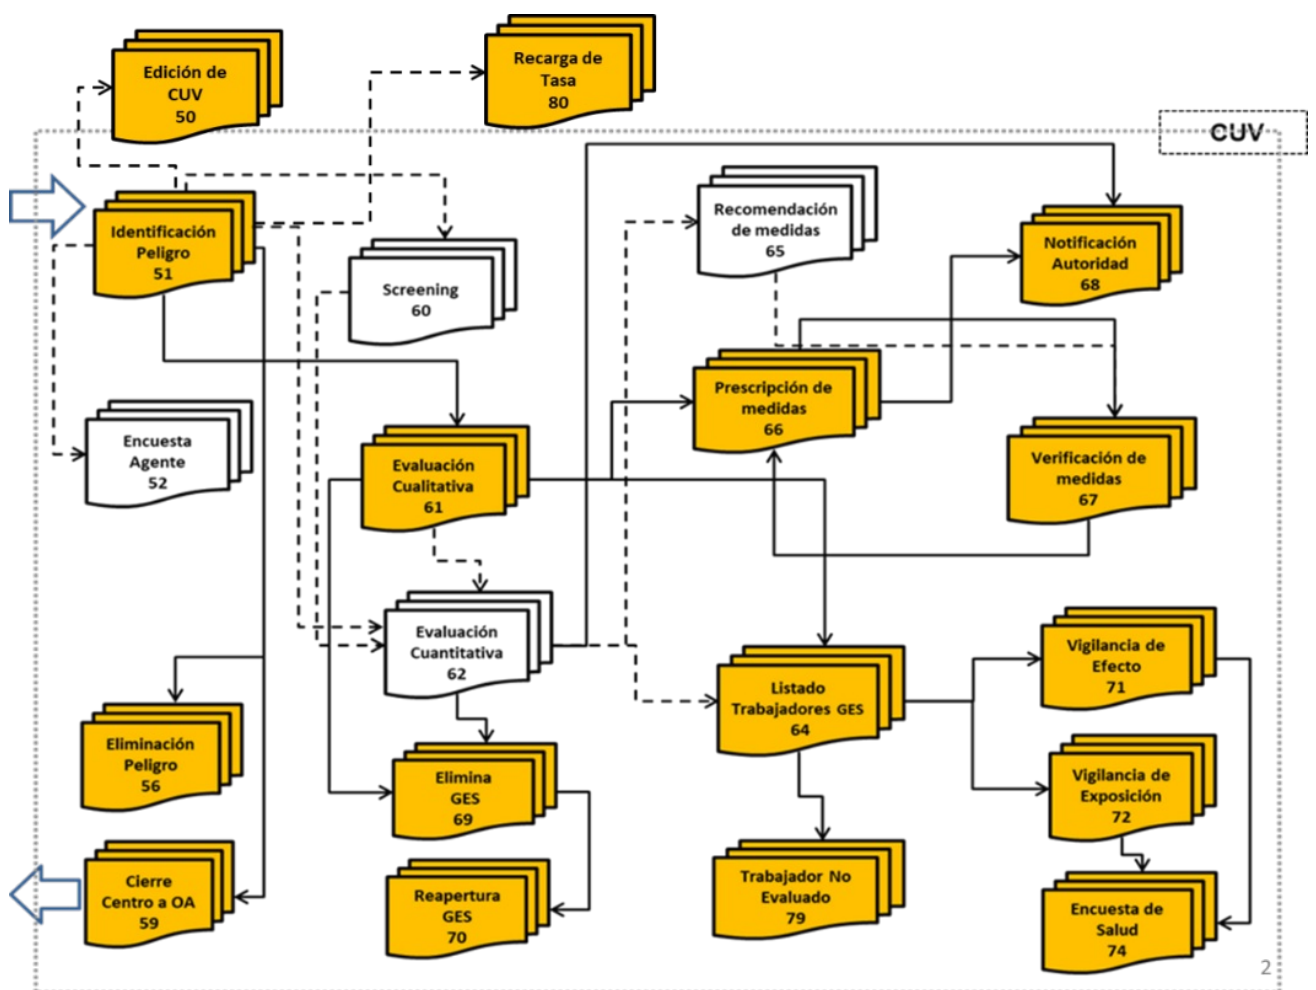 Edición de
CUV
50
Recarga de
Tasa
80
CUV
Identificación
Peligro
51
Screening
60
Recomendación
de medidas
65
Notificación
Autoridad
68
Encuesta
Agente
52
Evaluación
Cualitativa
61
Prescripción de
medidas
66
Verificación de
medidas
67
Evaluación
Cuantitativa
62
Listado
Trabajadores GES
64
Vigilancia de
Efecto
71
Eliminación
Peligro
56
Elimina
GES
69
Vigilancia de
Exposición
72
Cierre
Centro a OA
59
Reapertura
GES
70
Trabajador No
Evaluado
79
Encuesta de
Salud
74
2